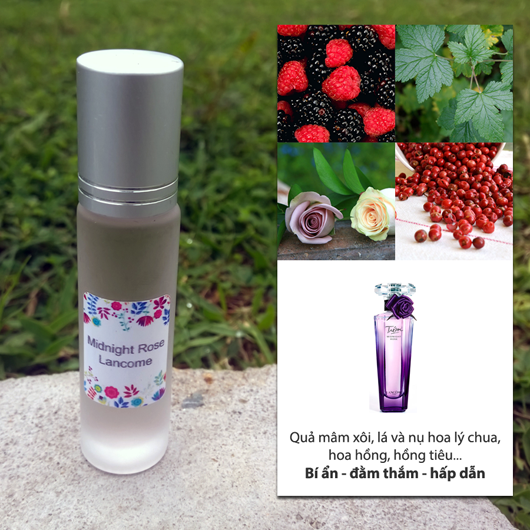 Midnight Rose
Lancome
Trésor
Quả mâm xôi, lá và nụ hoa lý chua,
hoa hồng, hồng tiêu...
Bí ẩn - đằm thắm - hấp dẫn